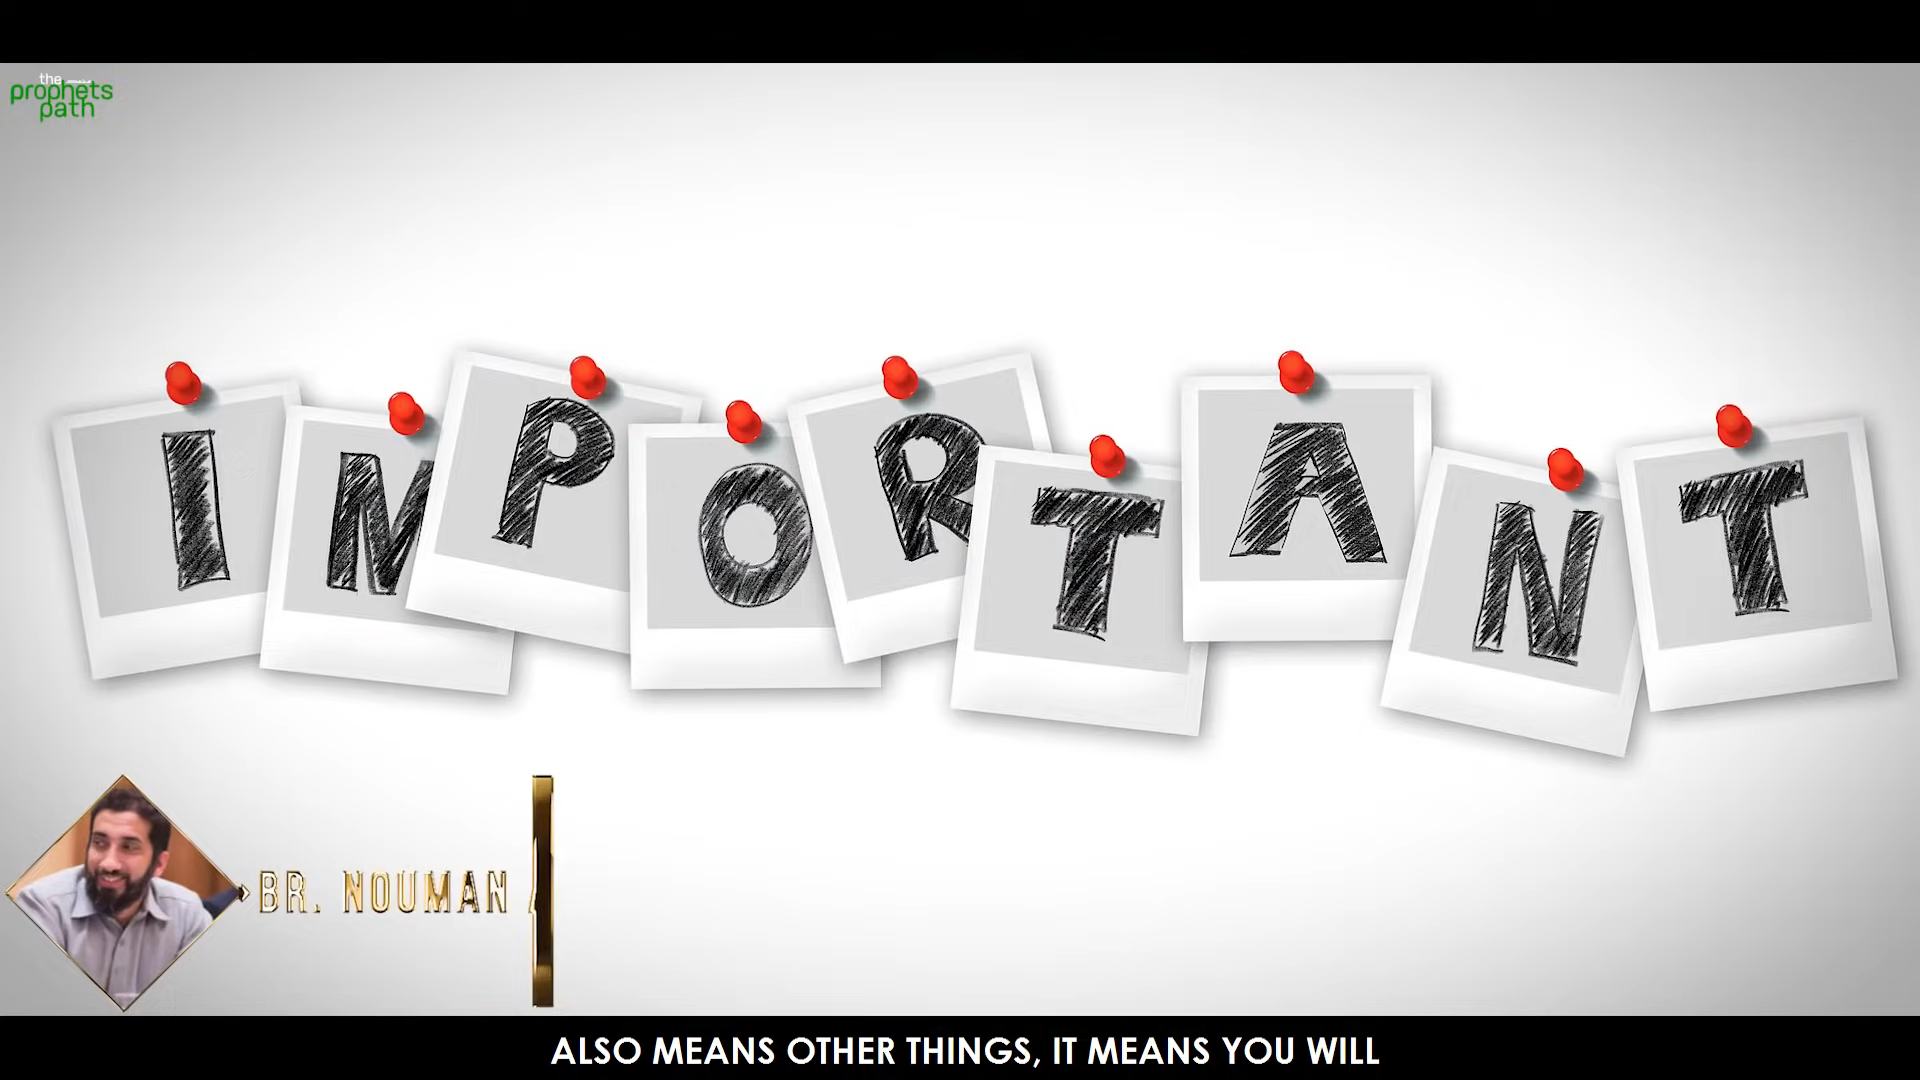 the
prophets
path
IMPORTANT
BR. NOUMAN
ALSO MEANS OTHER THINGS, IT MEANS YOU WILL